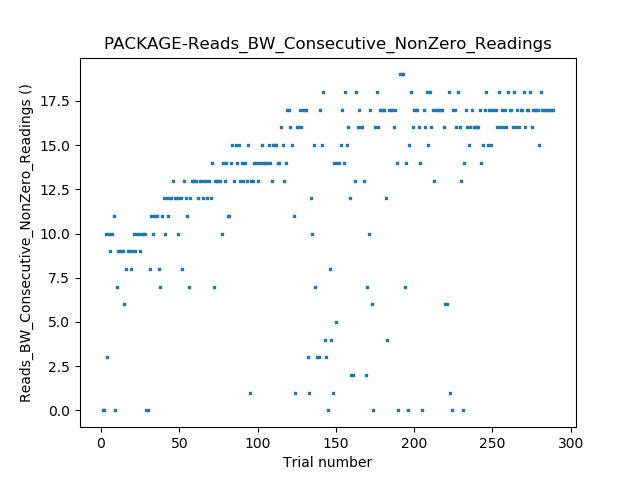 PACKAGE-Reads_BW_Consecutive_NonZero_Readings
Reads_BW_Consecutive_NonZero_Readings ()
17.5
15.0
12.5
10.0
7.5
5.0
2.5
0.0
0 50 100 150 200 250 300
Trial number